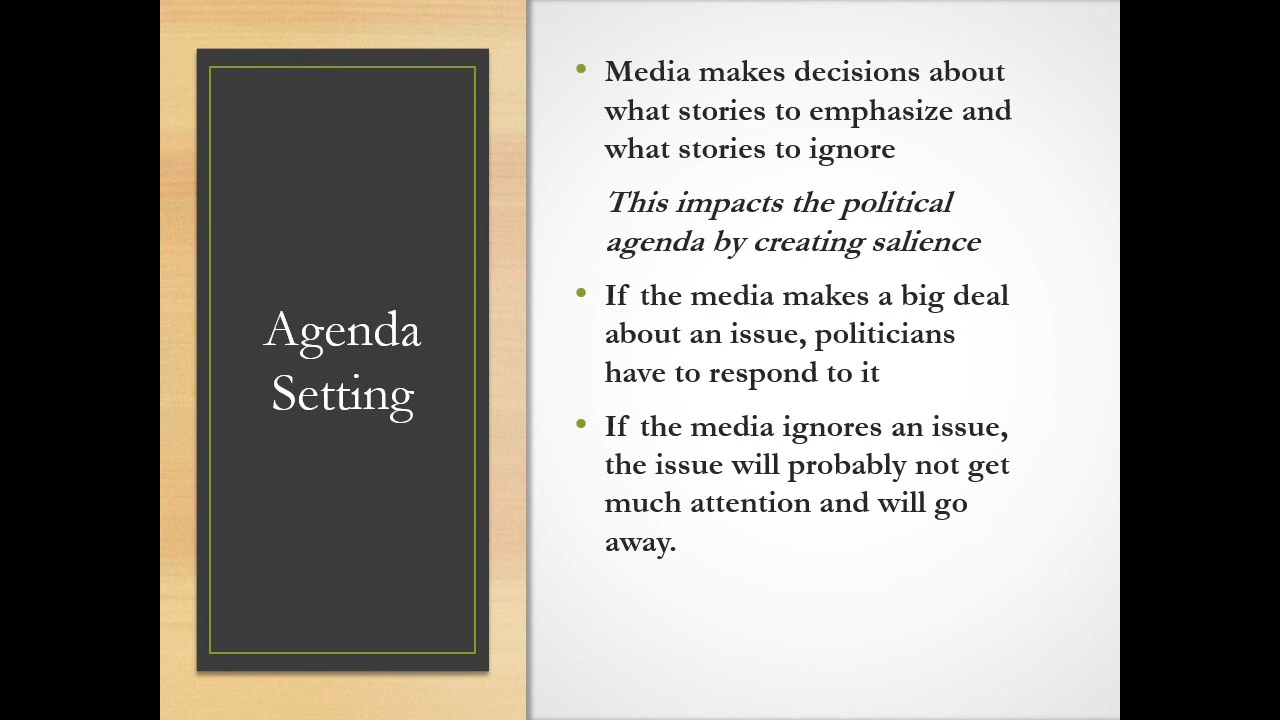 Agenda
Setting
• Media makes decisions about
what stories to emphasize and
what stories to ignore
This impacts the political
agenda by creating salience
• If the media makes a big deal
about an issue, politicians
have to respond to it
• If the media ignores an issue,
the issue will probably not get
much attention and will go
away.